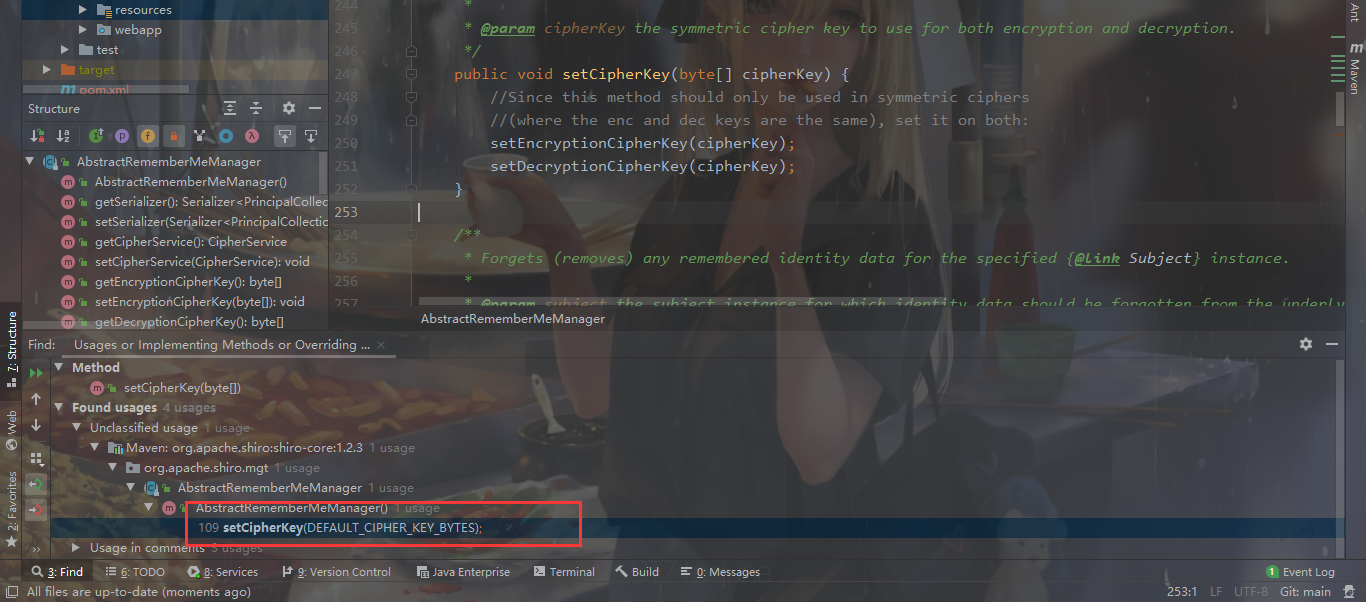 resources
webapp
test
target
pom.xml
Structure
AbstractRememberMeManager
AbstractRememberMeManager()
getSerializer(): Serializer<PrincipalCollec
setSerializer(Serializer<PrincipalCollectio
getCipherService(): CipherService
setCipherService(CipherService): void
getEncryptionCipherKey(): byte[]
setEncryptionCipherKey(byte[]): void
getDecryptionCipherKey(): byte[]
244 *
245 * @param cipherKey the symmetric cipher key to use for both encryption and decryption.
246 */
247 public void setCipherKey(byte[] cipherKey) {
248 //Since this method should only be used in symmetric ciphers
249 //(where the enc and dec keys are the same), set it on both:
250 setEncryptionCipherKey(cipherKey);
251 setDecryptionCipherKey(cipherKey);
252 }
253
254 /**
255 * Forgets (removes) any remembered identity data for the specified {@link Subject} instance.
256 *
257 * @param subject the subject instance for which identity data should be forgotten from the underly
AbstractRememberMeManager
Ant
m Maven
Z: Structure
Web
2: Favorites
Find: Usages or Implementing Methods or Overriding ... ×
Method
m setCipherKey(byte[])
Found usages 4 usages
Unclassified usage 1 usage
Maven: org.apache.shiro:shiro-core:1.2.3 1 usage
org.apache.shiro.mgt 1 usage
AbstractRememberMeManager 1 usage
m AbstractRememberMeManager() 1 usage
109 setCipherKey(DEFAULT_CIPHER_KEY_BYTES);
Usage in comments 3 usages
3: Find 6: TODO 8: Services 9: Version Control Java Enterprise Terminal Build 0: Messages 1 Event Log
All files are up-to-date (moments ago) 253:1 LF UTF-8 Git: main